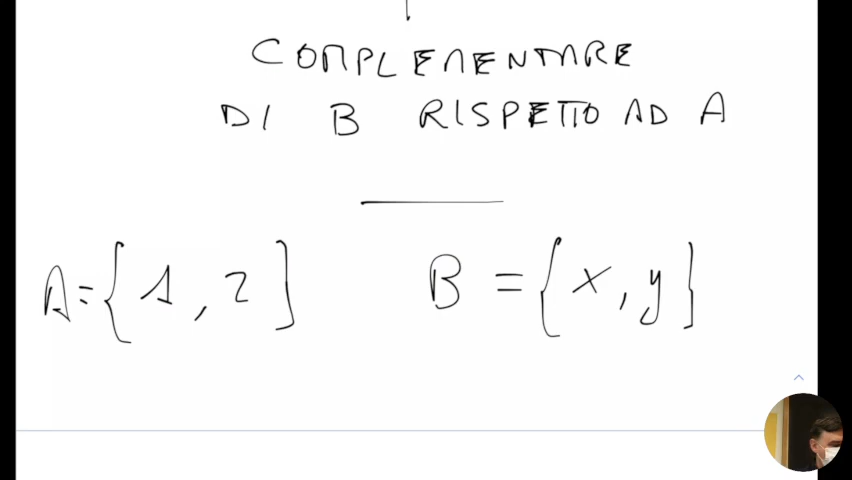 COMPLEMENTARE
DI B RISPETTO AD A
A={1,2} B={x,y}